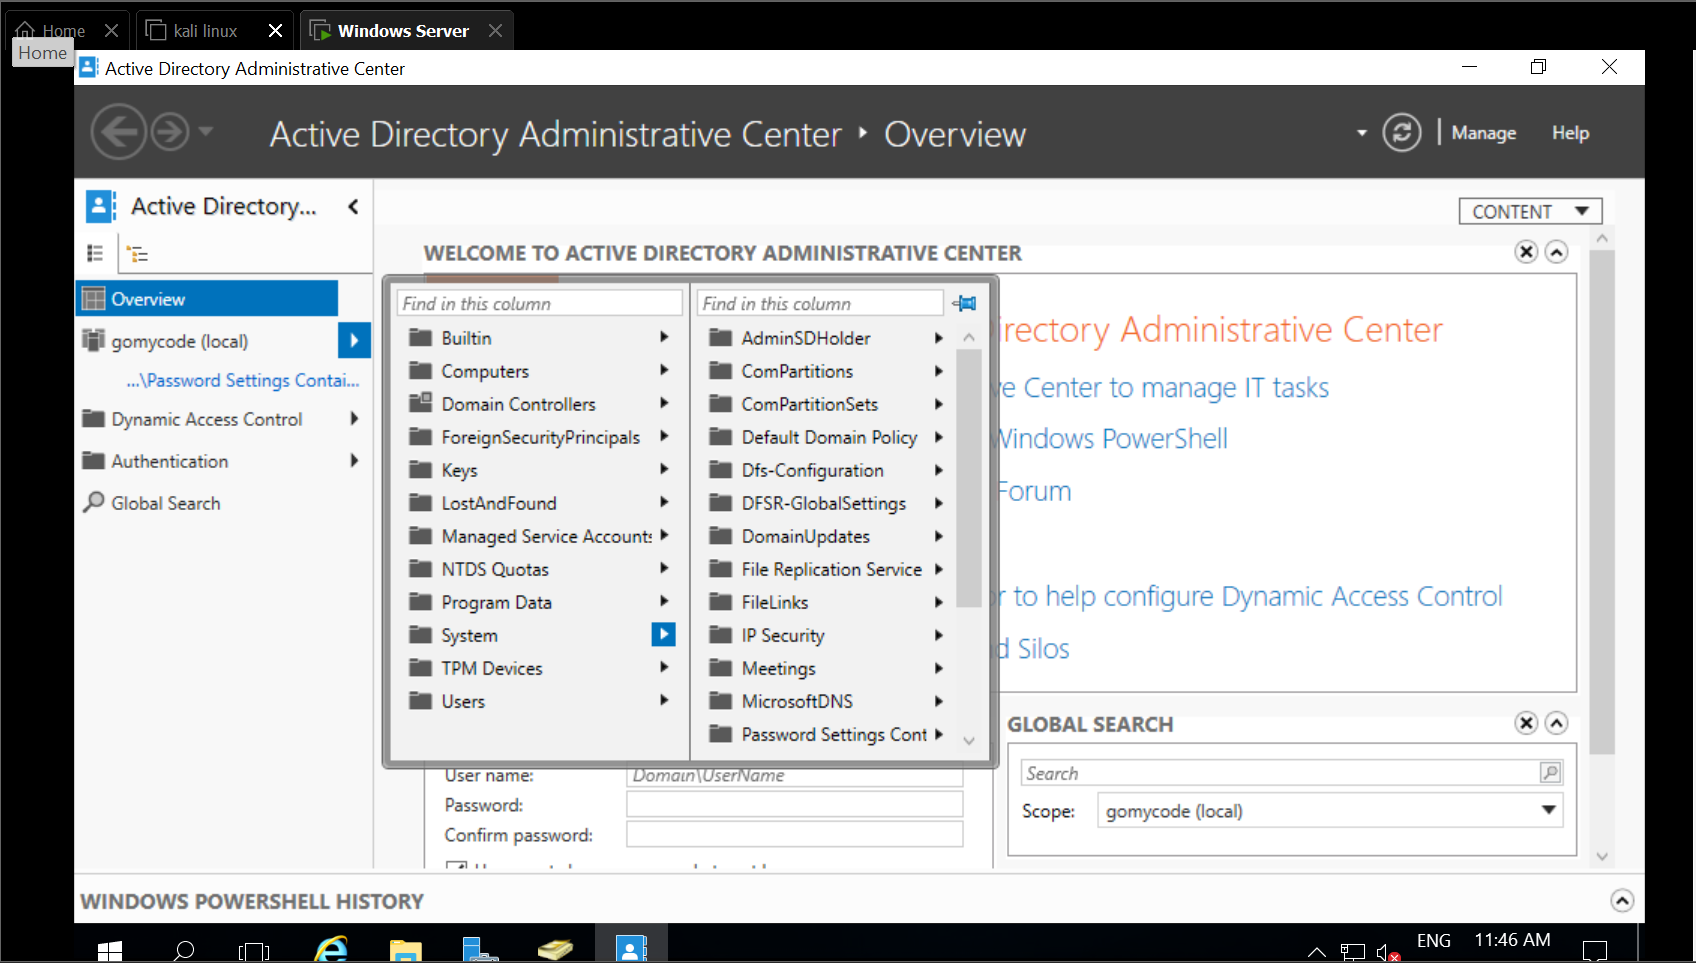 Home
kali linux
Windows Server
Home
Active Directory Administrative Center
Active Directory Administrative Center
Overview
Manage
Help
Active Directory...
CONTENT
WELCOME TO ACTIVE DIRECTORY ADMINISTRATIVE CENTER
Overview
gomycode (local)
...\Password Settings Contai...
Dynamic Access Control
Authentication
Global Search
Find in this column
Builtin
Computers
Domain Controllers
ForeignSecurityPrincipals
Keys
LostAndFound
Managed Service Accounts
NTDS Quotas
Program Data
System
TPM Devices
Users
Find in this column
AdminSDHolder
ComPartitions
ComPartitionSets
Default Domain Policy
Dfs-Configuration
DFSR-GlobalSettings
DomainUpdates
File Replication Service
FileLinks
IP Security
Meetings
MicrosoftDNS
Password Settings Cont
irectory Administrative Center
ve Center to manage IT tasks
Windows PowerShell
Forum
r to help configure Dynamic Access Control
d Silos
User name:
Domain\UserName
Password:
Confirm password:
GLOBAL SEARCH
Search
Scope:
gomycode (local)
WINDOWS POWERSHELL HISTORY
ENG
11:46 AM